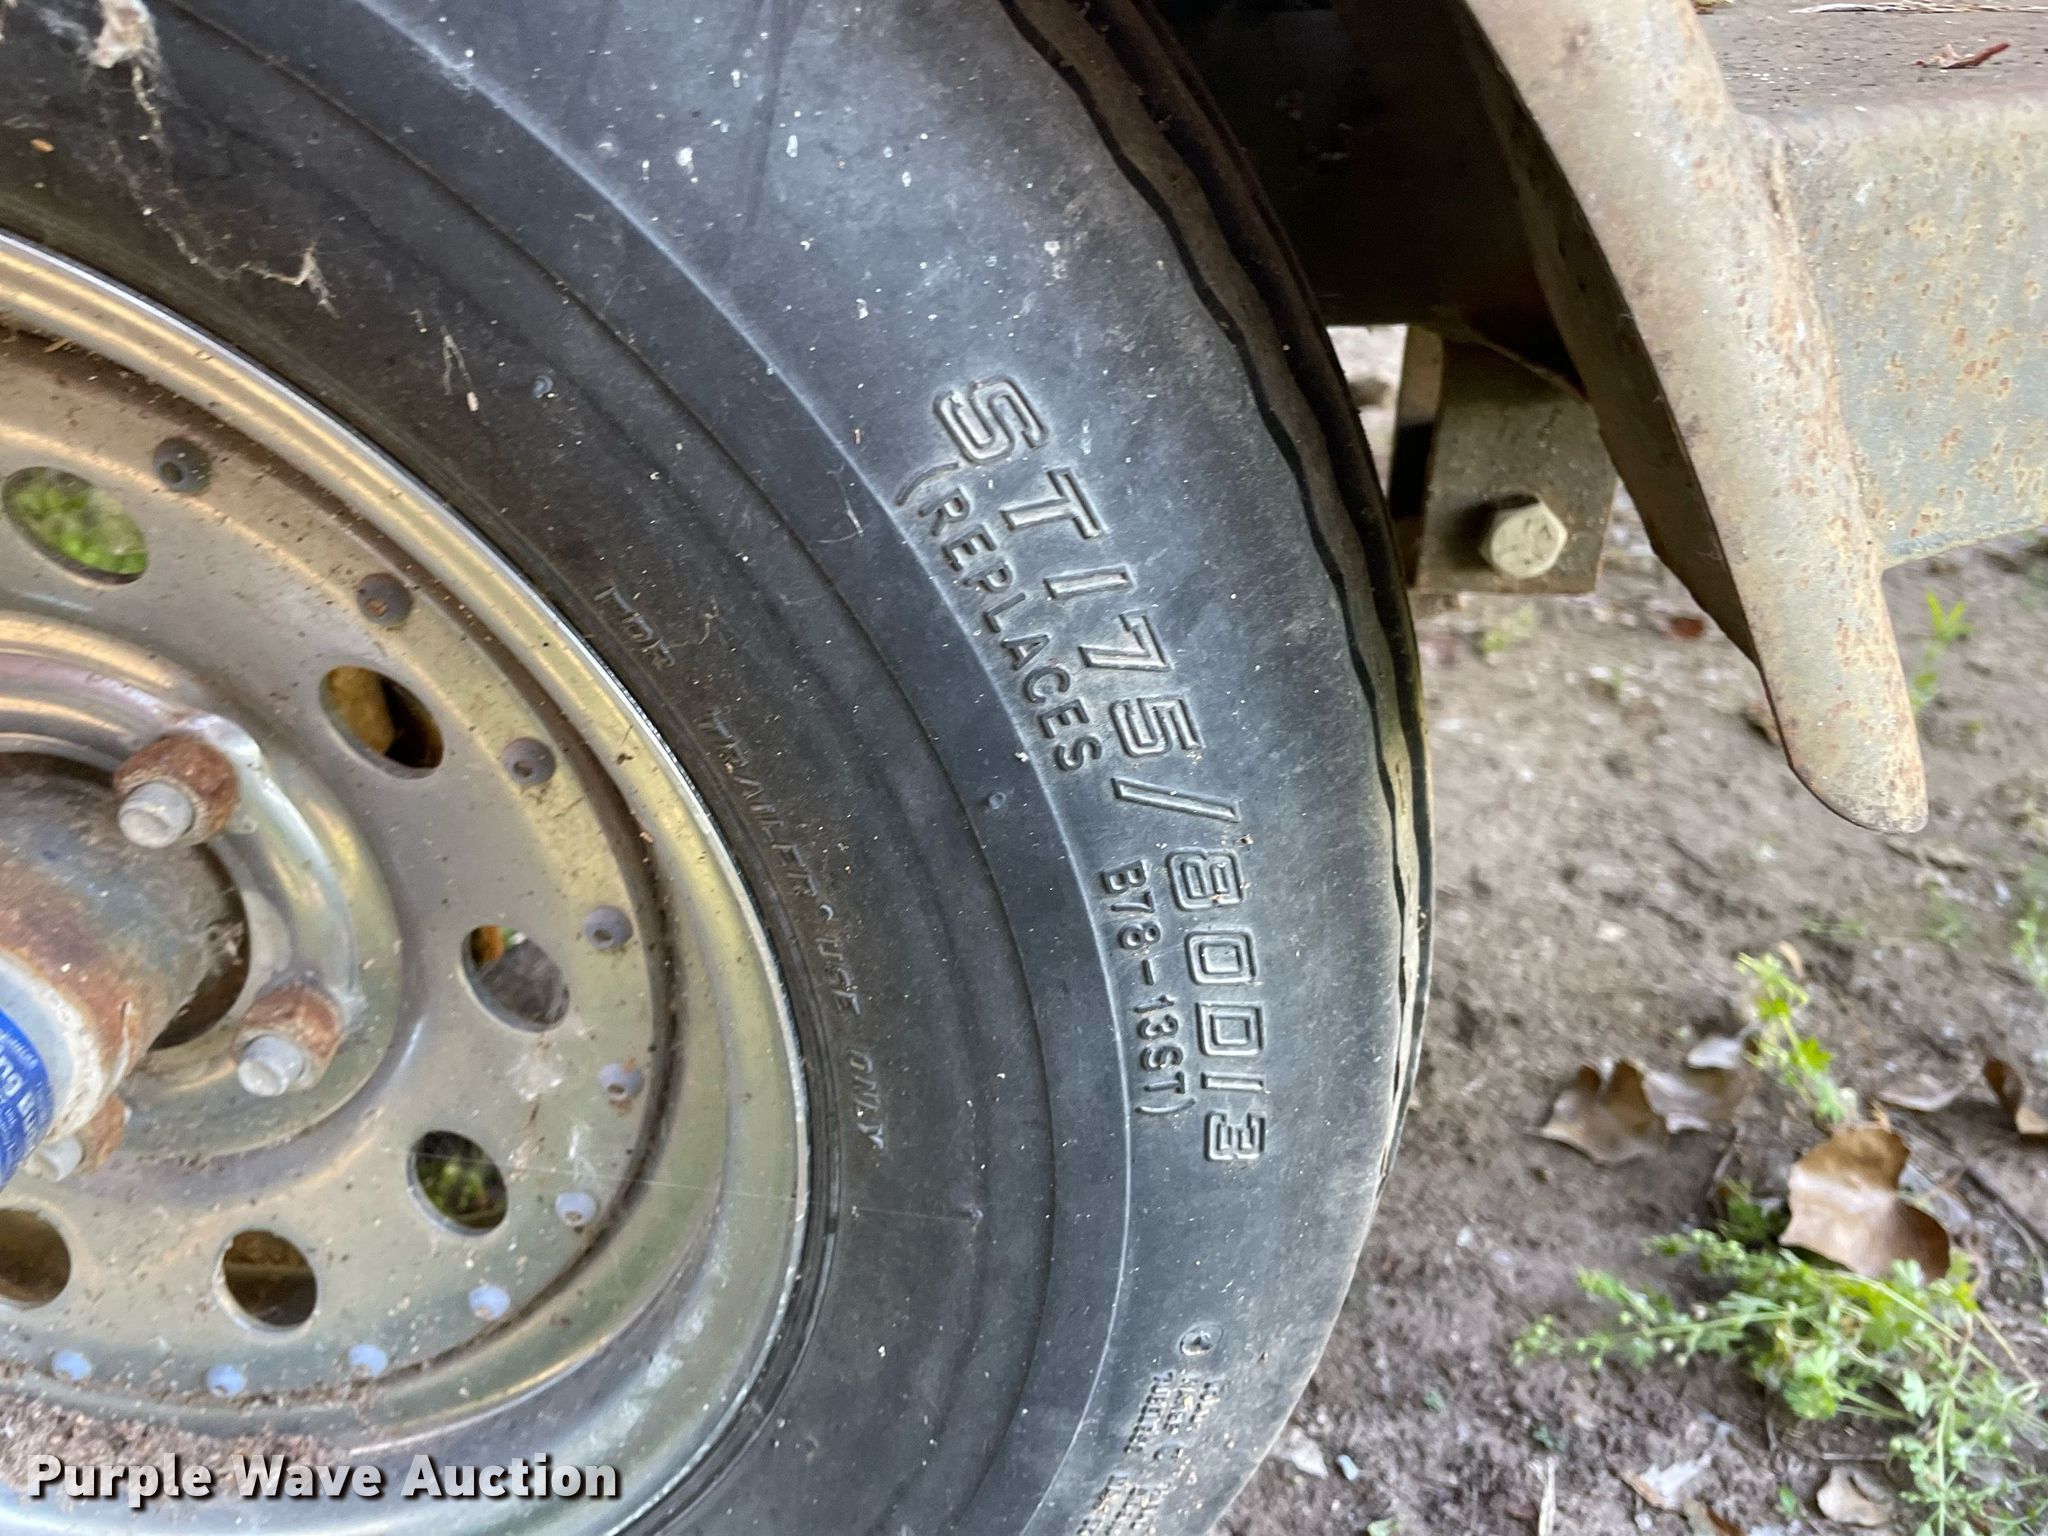 ST175/80D13
(REPLACES B78-13ST)
FOR TRAILER USE ONLY
Purple Wave Auction